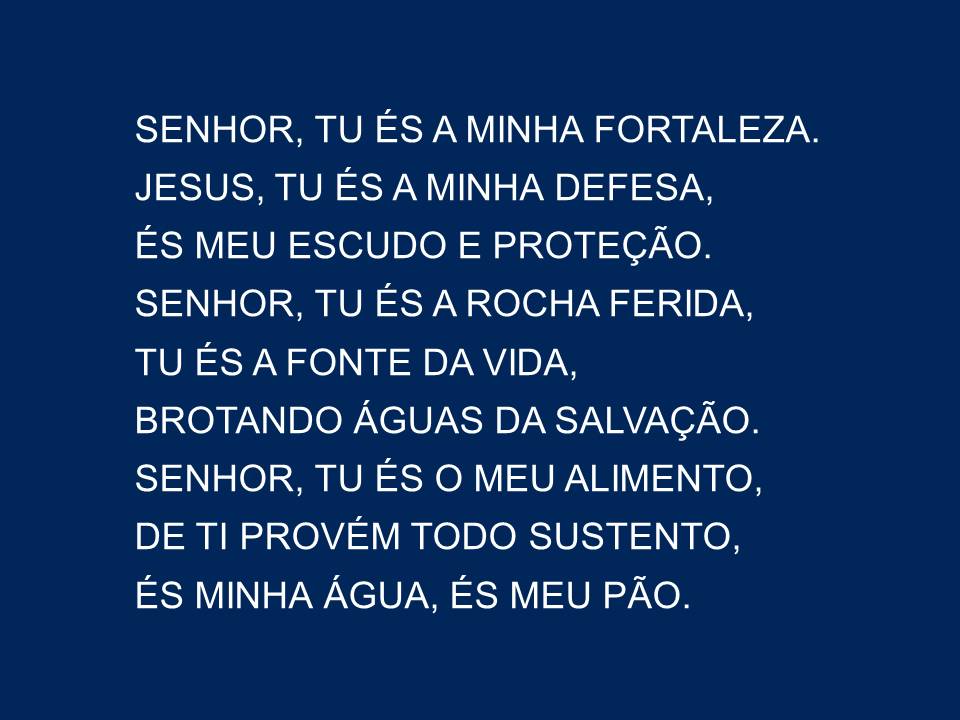 SENHOR, TU ÉS A MINHA FORTALEZA.
JESUS, TU ÉS A MINHA DEFESA,
ÉS MEU ESCUDO E PROTEÇÃO.
SENHOR, TU ÉS A ROCHA FERIDA,
TU ÉS A FONTE DA VIDA,
BROTANDO ÁGUAS DA SALVAÇÃO.
SENHOR, TU ÉS O MEU ALIMENTO,
DE TI PROVÉM TODO SUSTENTO,
ÉS MINHA ÁGUA, ÉS MEU PÃO.